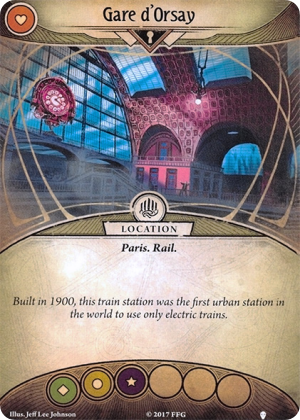 Gare d'Orsay
LOCATION
Paris. Rail.
Built in 1900, this train station was the first urban station in
the world to use only electric trains.
Illus. Jeff Lee Johnson
© 2017 FFG